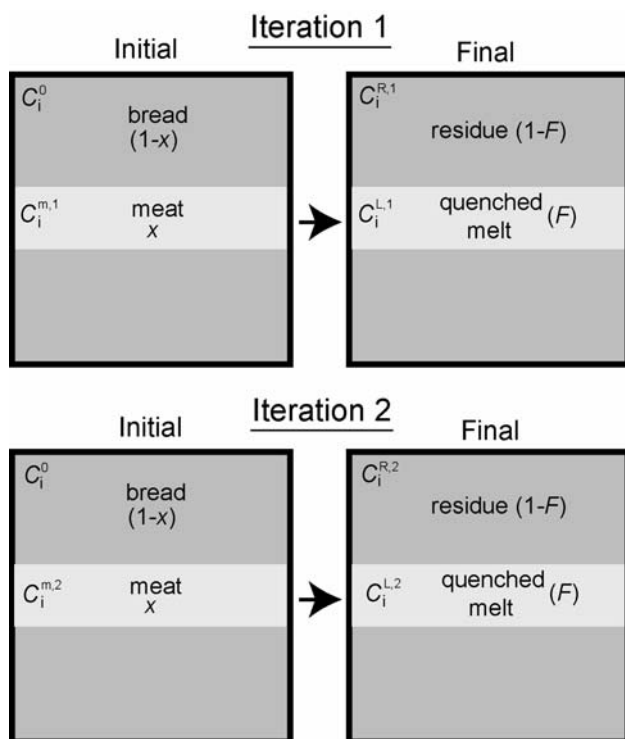 Iteration 1
Initial
Final
C_i^0
bread
(1-x)
C_i^{m,1}
meat
x
C_i^{R,1}
residue (1-F)
C_i^{L,1}
quenched
melt (F)
Iteration 2
Initial
Final
C_i^0
bread
(1-x)
C_i^{m,2}
meat
x
C_i^{R,2}
residue (1-F)
C_i^{L,2}
quenched
melt (F)